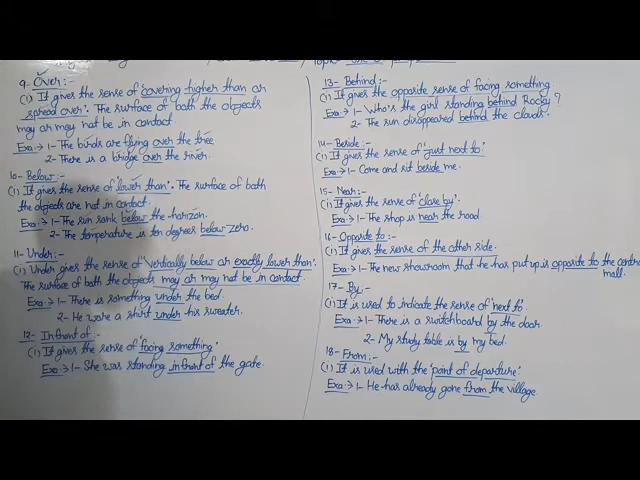 9- Over:-
(1) It gives the sense of 'covering higher than or
spread over'. The surface of both the objects
may or may not be in contact
Exa:→ 1- The birds are flying over the tree
2- There is a bridge over the river.
10- Below:-
(1) It gives the sense of 'lower than'. The surface of both
the objects are not in contact.
Exa:→ 1- The sun sank below the horizon.
2- The temperature is ten degrees below zero.
11- Under:-
(1) Under gives the sense of 'vertically below or exactly lower than'.
The surface of both the objects may or may not be in contact.
Exa:→ 1- There is something under the bed.
2- He wore a shirt under his sweater.
12- Infront of:-
(1) It gives the sense of 'facing something'
Exa:→ 1- She was standing infront of the gate.
13- Behind:-
(1) It gives the opposite sense of facing something
Exa:→ 1- Who's the girl standing behind Rocky?
2- The sun disappeared behind the clouds.
14- Beside:-
(1) It gives the sense of 'just next to'
Exa:→ 1- Come and sit beside me.
15- Near:-
(1) It gives the sense of 'close by'.
Exa:→ 1- The shop is near the road.
16- Opposite to:-
(1) It gives the sense of the other side.
Exa:→ 1- The new showroom that he has put up is opposite to the central
mall.
17- By:-
(1) It is used to indicate the sense of 'next to'.
Exa:→ 1- There is a switchboard by the door.
2- My study table is by my bed.
18- From:-
(1) It is used with the 'point of departure'.
Exa:→ 1- He has already gone from the village.